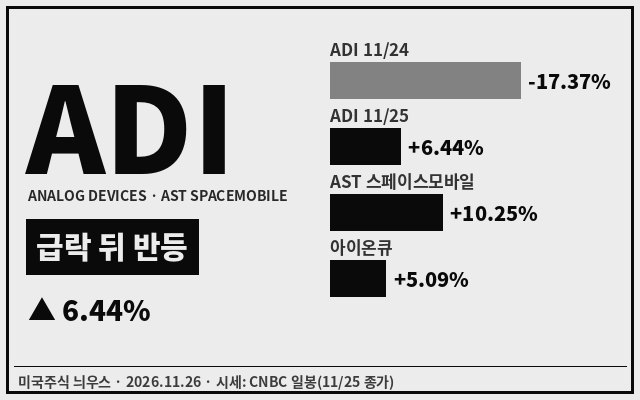 ADI
ANALOG DEVICES · AST SPACEMOBILE
급락 뒤 반등
▲ 6.44%
ADI 11/24
-17.37%
ADI 11/25
+6.44%
AST 스페이스모바일
+10.25%
아이온큐
+5.09%
미국주식 늬우스 · 2026.11.26 · 시세: CNBC 일봉(11/25 종가)